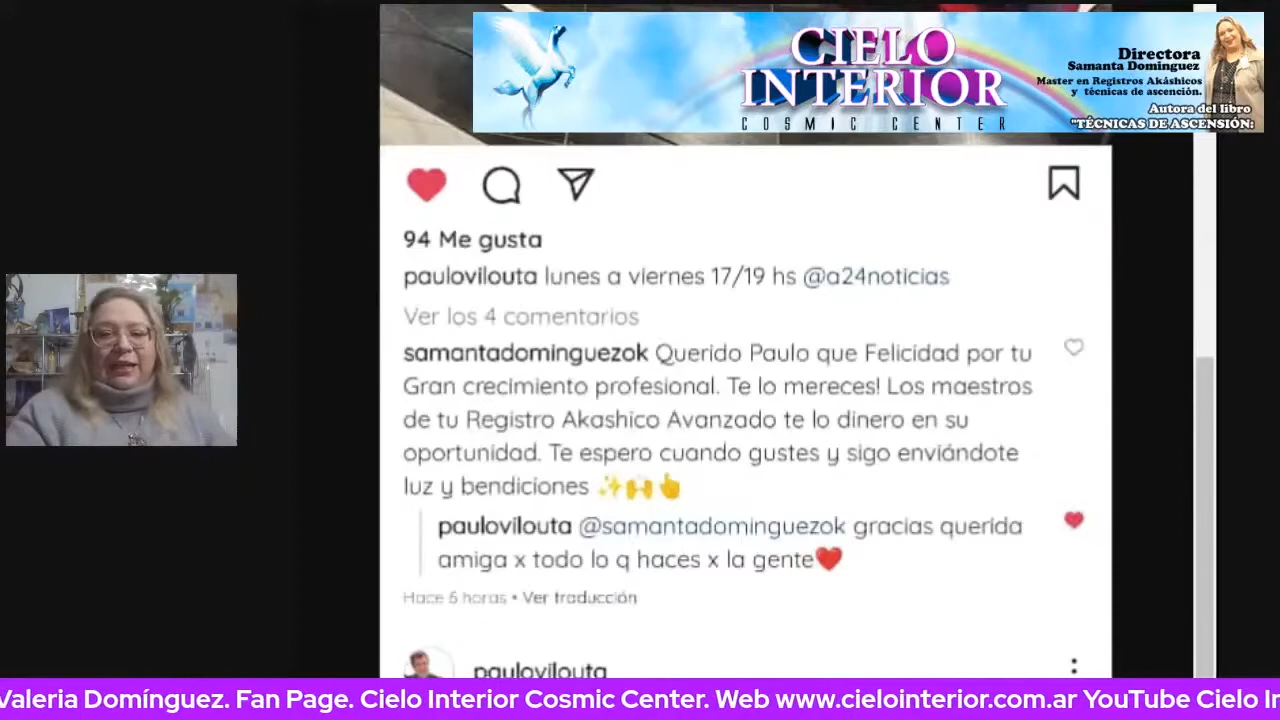 CIELO
INTERIOR
COSMIC CENTER
Directora
Samanta Dominguez
Master en Registros Akáshicos
y técnicas de ascención.
Autora del libro
"TÉCNICAS DE ASCENSIÓN:
94 Me gusta
paulovilouta lunes a viernes 17/19 hs @a24noticias
Ver los 4 comentarios
samantadominguezok Querido Paulo que Felicidad por tu
Gran crecimiento profesional. Te lo mereces! Los maestros
de tu Registro Akashico Avanzado te lo dinero en su
oportunidad. Te espero cuando gustes y sigo enviándote
luz y bendiciones ✨🙌👆
paulovilouta @samantadominguezok gracias querida
amiga x todo lo q haces x la gente❤️
Hace 6 horas • Ver traducción
paulovilouta
Valeria Domínguez. Fan Page. Cielo Interior Cosmic Center. Web www.cielointerior.com.ar YouTube Cielo In